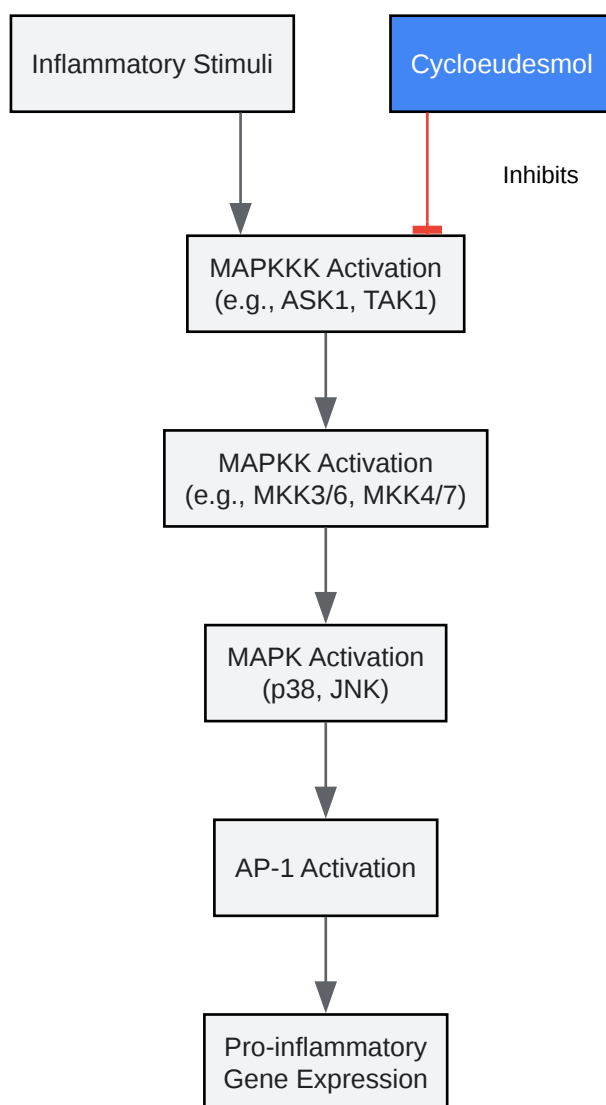 Inflammatory Stimuli
Cycloeudesmol
Inhibits
MAPKKK Activation
(e.g., ASK1, TAK1)
MAPKK Activation
(e.g., MKK3/6, MKK4/7)
MAPK Activation
(p38, JNK)
AP-1 Activation
Pro-inflammatory
Gene Expression